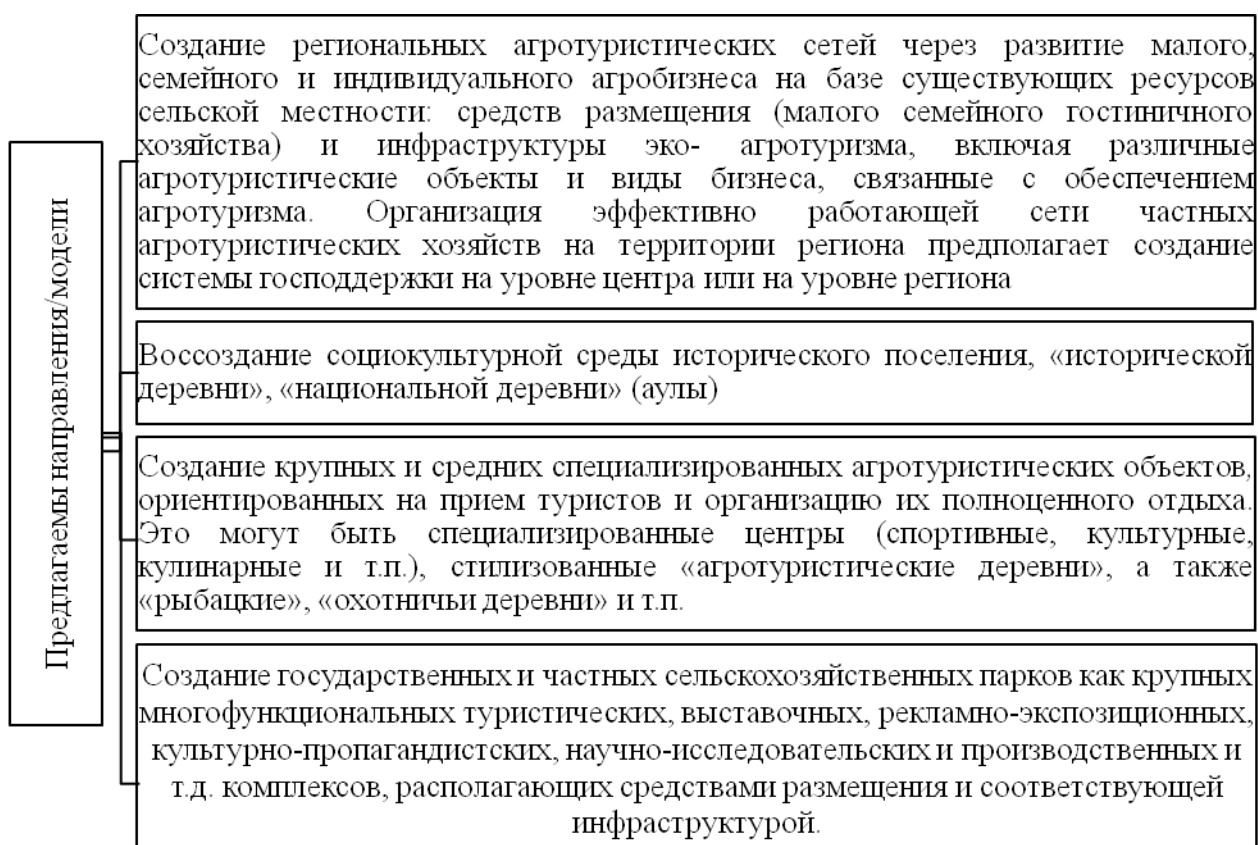 Предлагаемы направления/модели
Создание региональных агротуристических сетей через развитие малого,
семейного и индивидуального агробизнеса на базе существующих ресурсов
сельской местности: средств размещения (малого семейного гостиничного
хозяйства) и инфраструктуры эко- агротуризма, включая различные
агротуристические объекты и виды бизнеса, связанные с обеспечением
агротуризма. Организация эффективно работающей сети частных
агротуристических хозяйств на территории региона предполагает создание
системы господдержки на уровне центра или на уровне региона
Воссоздание социокультурной среды исторического поселения, «исторической
деревни», «национальной деревни» (аулы)
Создание крупных и средних специализированных агротуристических объектов,
ориентированных на прием туристов и организацию их полноценного отдыха.
Это могут быть специализированные центры (спортивные, культурные,
кулинарные и т.п.), стилизованные «агротуристические деревни», а также
«рыбацкие», «охотничьи деревни» и т.п.
Создание государственных и частных сельскохозяйственных парков как крупных
многофункциональных туристических, выставочных, рекламно-экспозиционных,
культурно-пропагандистских, научно-исследовательских и производственных и
т.д. комплексов, располагающих средствами размещения и соответствующей
инфраструктурой.